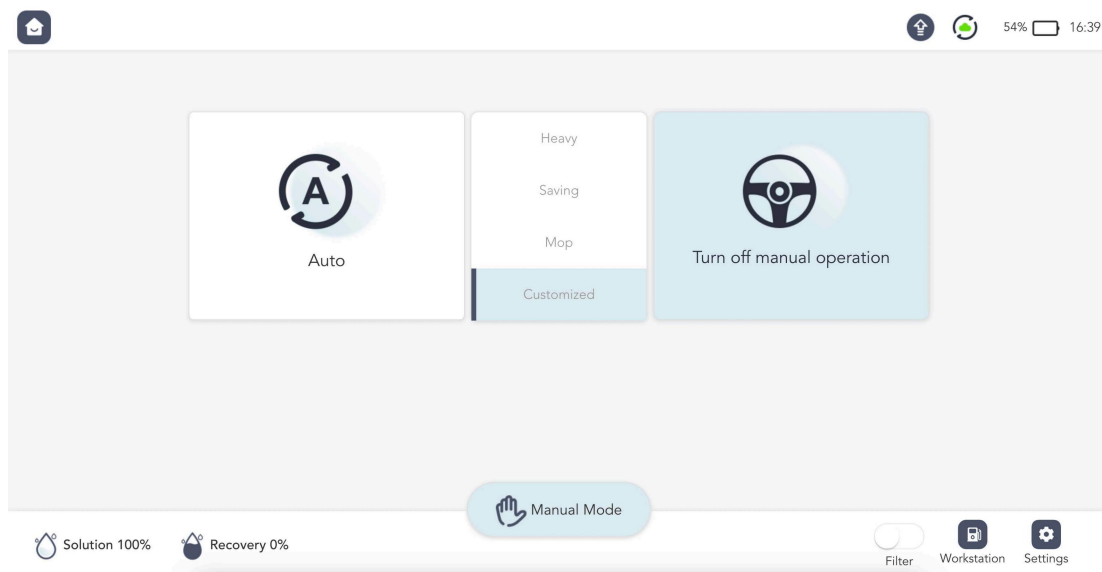 54% 16:39
A
Auto
Heavy
Saving
Mop
Customized
Turn off manual operation
Manual Mode
Solution 100%
Recovery 0%
Filter
Workstation
Settings